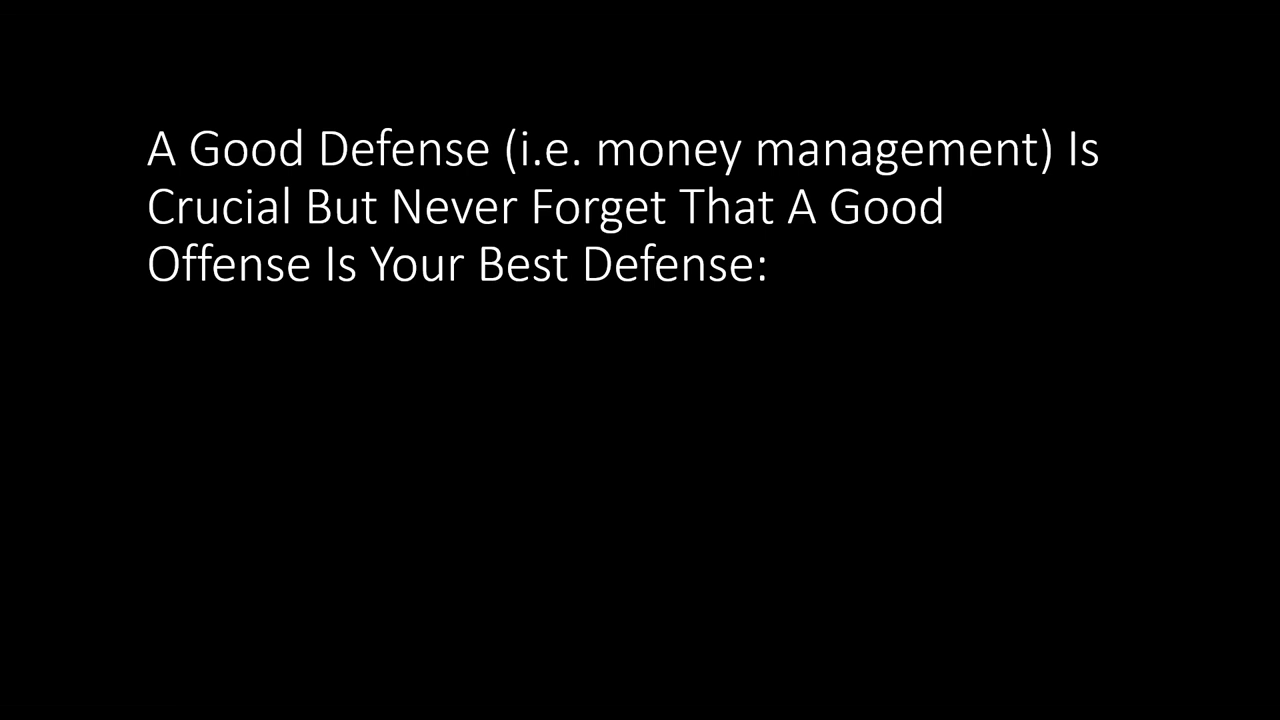 A Good Defense (i.e. money management) Is
Crucial But Never Forget That A Good
Offense Is Your Best Defense: